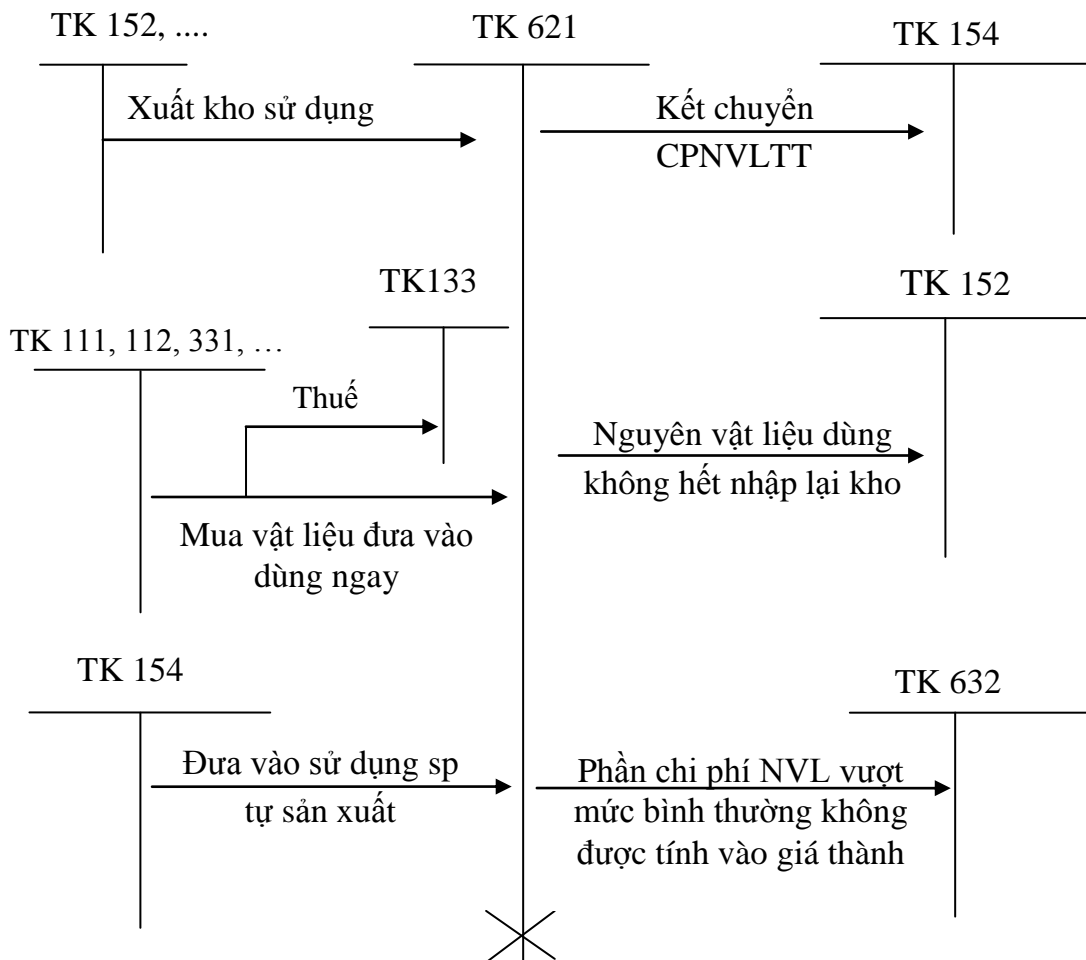 TK 152, ....
TK 621
TK 154
Xuất kho sử dụng
Kết chuyển
CPNVLTT
TK133
TK 152
TK 111, 112, 331, …
Thuế
Nguyên vật liệu dùng
không hết nhập lại kho
Mua vật liệu đưa vào
dùng ngay
TK 154
TK 632
Đưa vào sử dụng sp
tự sản xuất
Phần chi phí NVL vượt
mức bình thường không
được tính vào giá thành